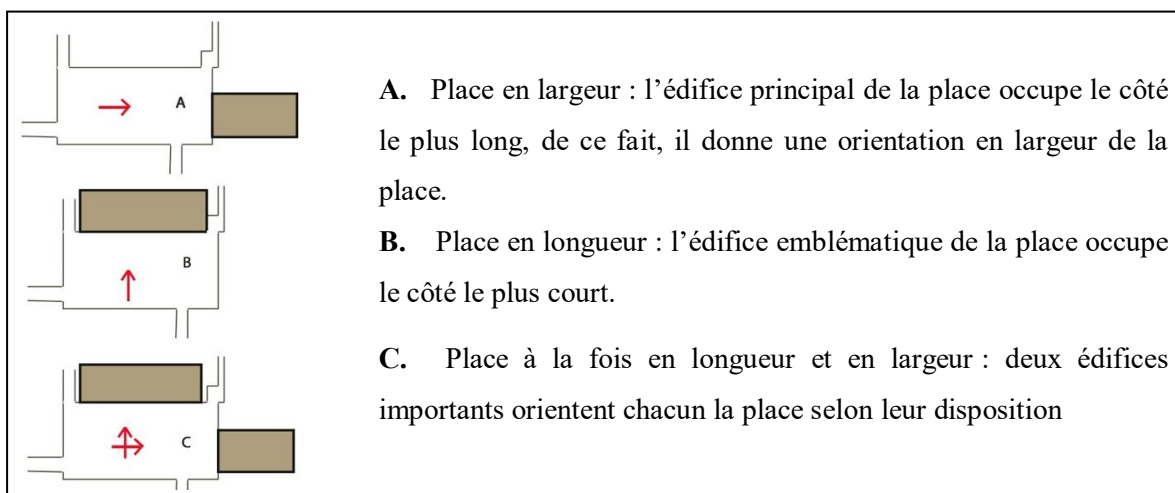 A
B
C
A. Place en largeur : l’édifice principal de la place occupe le côté
le plus long, de ce fait, il donne une orientation en largeur de la
place.
B. Place en longueur : l’édifice emblématique de la place occupe
le côté le plus court.
C. Place à la fois en longueur et en largeur : deux édifices
importants orientent chacun la place selon leur disposition